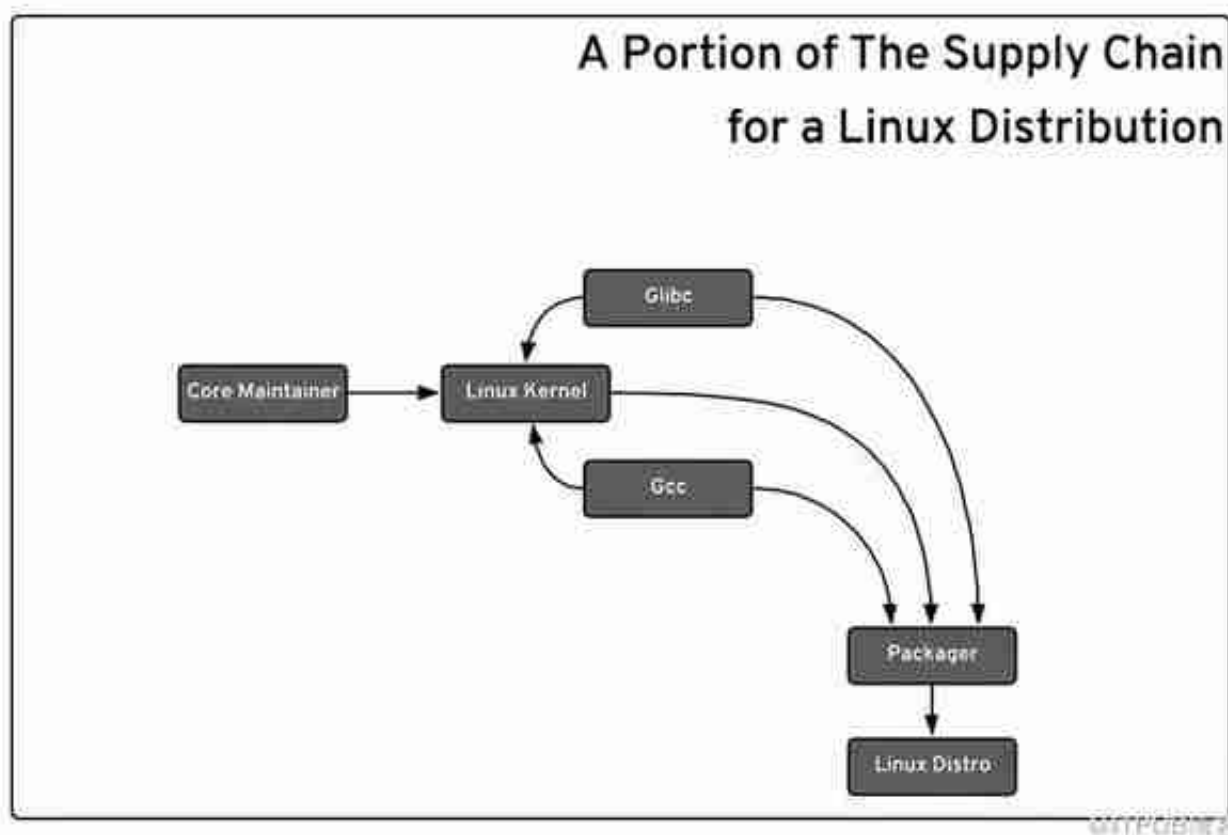 A Portion of The Supply Chain
for a Linux Distribution
Glibc
Core Maintainer
Linux Kernel
Gcc
Packager
Linux Distro